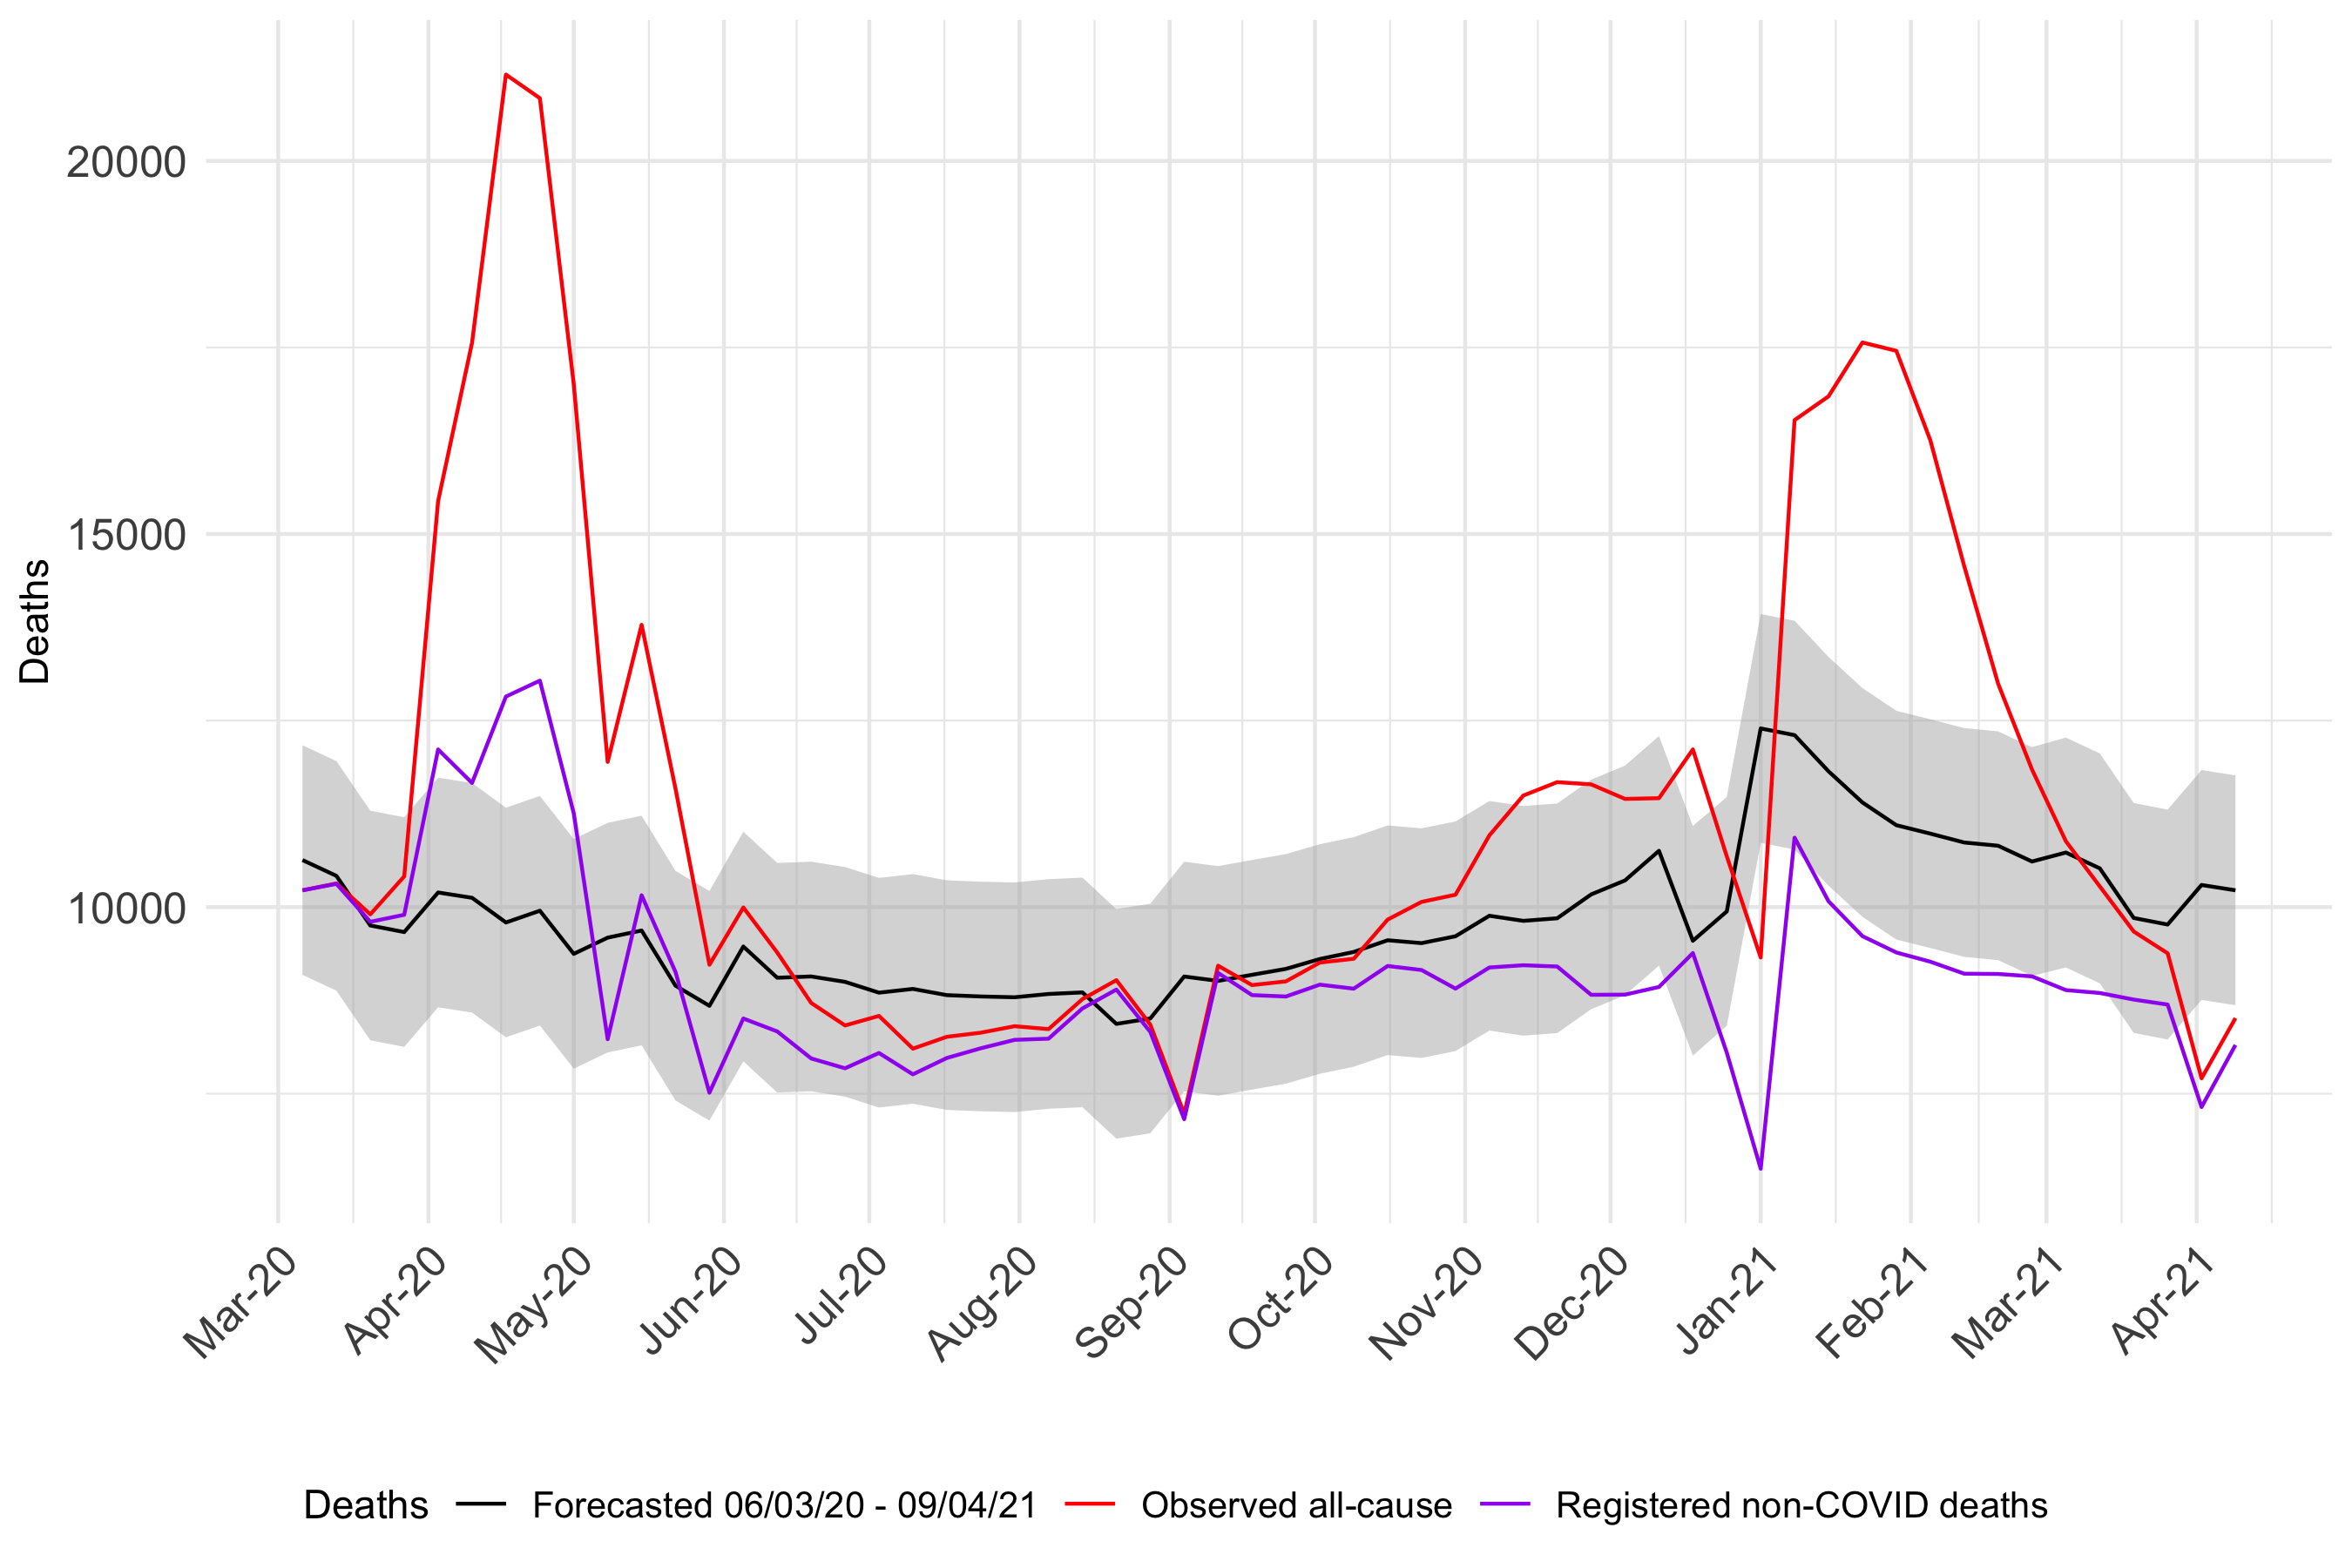 20000
15000
10000
Deaths
Mar-20
Apr-20
May-20
Jun-20
Jul-20
Aug-20
Sep-20
Oct-20
Nov-20
Dec-20
Jan-21
Feb-21
Mar-21
Apr-21
Deaths Forecasted 06/03/20 - 09/04/21 Observed all-cause Registered non-COVID deaths